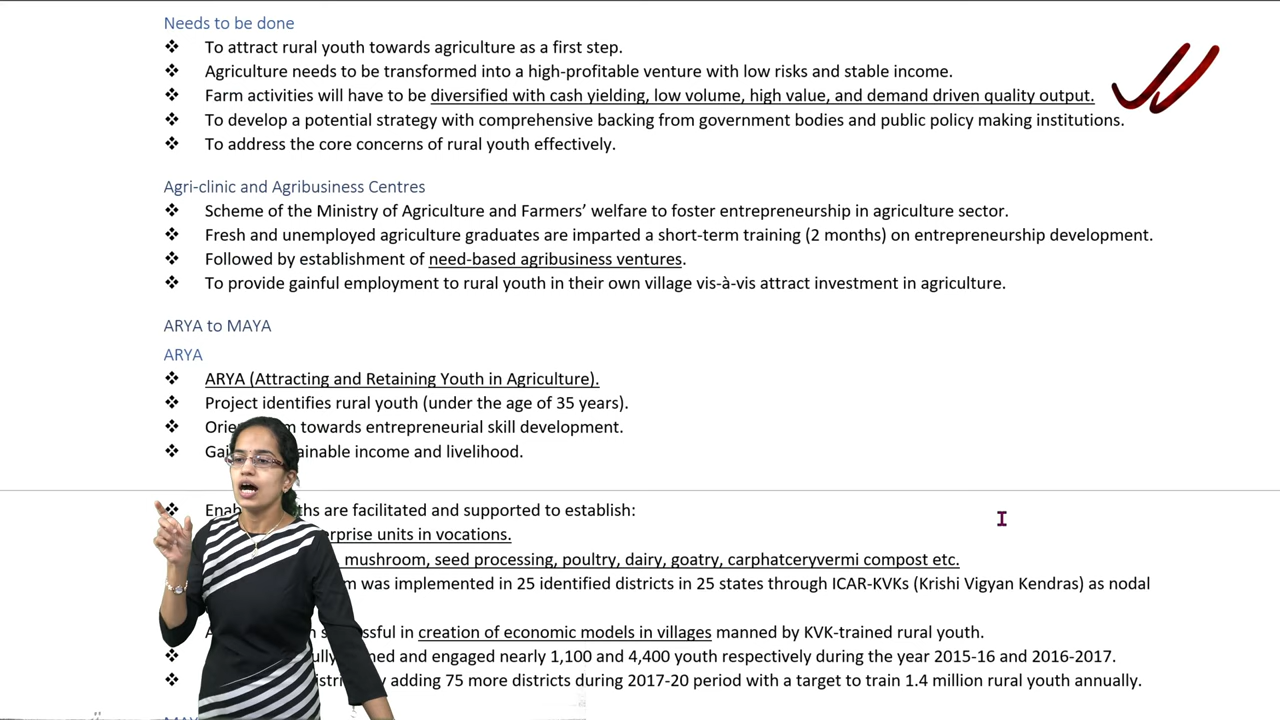 Needs to be done
❖ To attract rural youth towards agriculture as a first step.
❖ Agriculture needs to be transformed into a high-profitable venture with low risks and stable income.
❖ Farm activities will have to be diversified with cash yielding, low volume, high value, and demand driven quality output.
❖ To develop a potential strategy with comprehensive backing from government bodies and public policy making institutions.
❖ To address the core concerns of rural youth effectively.
Agri-clinic and Agribusiness Centres
❖ Scheme of the Ministry of Agriculture and Farmers’ welfare to foster entrepreneurship in agriculture sector.
❖ Fresh and unemployed agriculture graduates are imparted a short-term training (2 months) on entrepreneurship development.
❖ Followed by establishment of need-based agribusiness ventures.
❖ To provide gainful employment to rural youth in their own village vis-à-vis attract investment in agriculture.
ARYA to MAYA
ARYA
❖ ARYA (Attracting and Retaining Youth in Agriculture).
❖ Project identifies rural youth (under the age of 35 years).
❖ towards entrepreneurial skill development.
❖ income and livelihood.
❖ are facilitated and supported to establish:
units in vocations.
mushroom, seed processing, poultry, dairy, goatry, carphatceryvermi compost etc.
was implemented in 25 identified districts in 25 states through ICAR-KVKs (Krishi Vigyan Kendras) as nodal
❖ in creation of economic models in villages manned by KVK-trained rural youth.
❖ and engaged nearly 1,100 and 4,400 youth respectively during the year 2015-16 and 2016-2017.
❖ adding 75 more districts during 2017-20 period with a target to train 1.4 million rural youth annually.